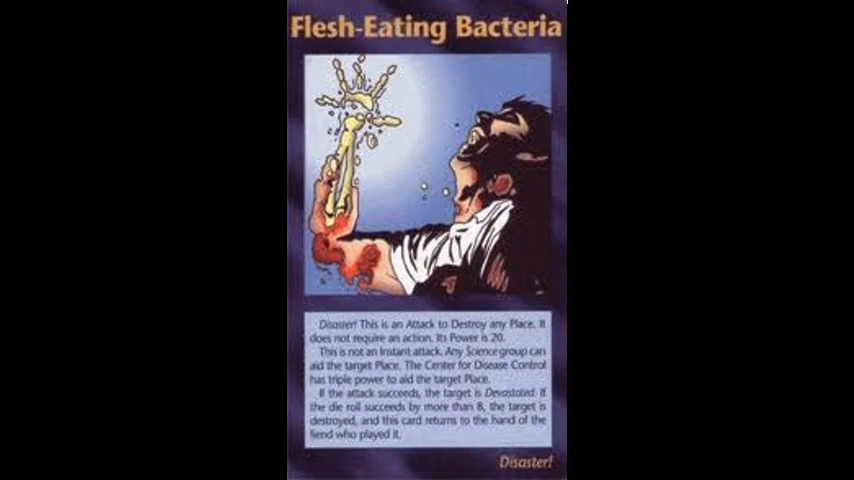 Flesh-Eating Bacteria
Disaster! This is an Attack to Destroy any Place. It
does not require an action. Its Power is 20.
This is not an Instant attack. Any Science group can
aid the target Place. The Center for Disease Control
has triple power to aid the target Place.
If the attack succeeds, the target is Devastated. If
the die roll succeeds by more than 8, the target is
destroyed, and this card returns to the hand of the
fiend who played it.
Disaster!